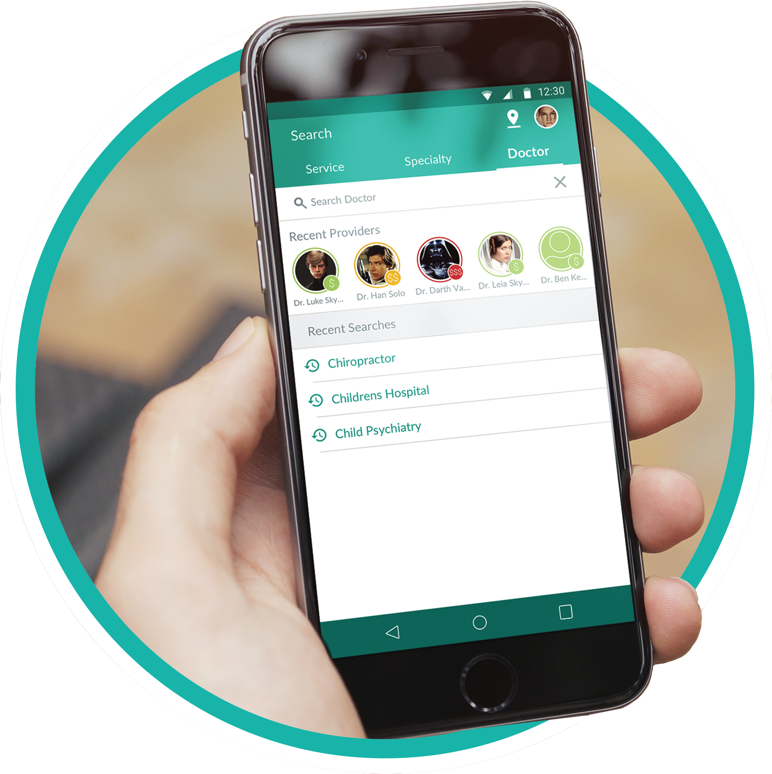 12:30
Search
Service Specialty Doctor
Search Doctor
Recent Providers
$ $$ $$$ $ $
Dr. Luke Sky... Dr. Han Solo Dr. Darth Va... Dr. Leia Sky... Dr. Ben Ke...
Recent Searches
Chiropractor
Childrens Hospital
Child Psychiatry